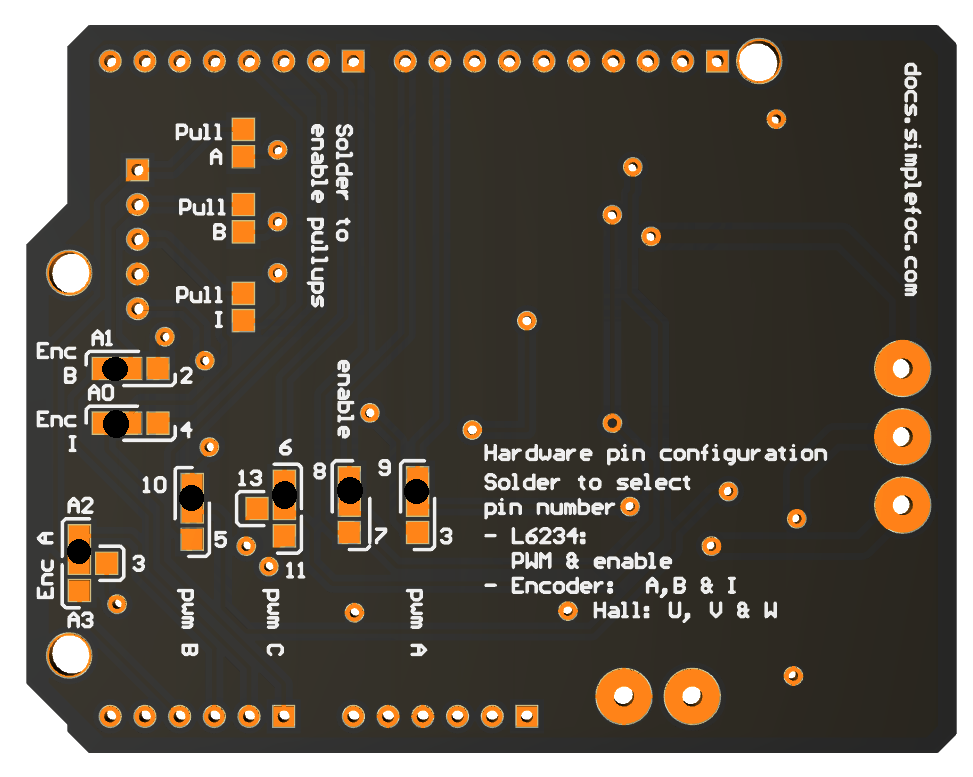 docs.simplefoc.com
Pull
A
Solder to
enable pullups
Pull
B
Pull
I
A1
Enc
B
2
A0
Enc
I
4
enable
6
8
9
10
13
5
11
7
3
A2
Enc A
3
A3
pwm B
pwm C
pwm A
Hardware pin configuration
Solder to select
pin number
- L6234:
PWM & enable
- Encoder: A,B & I
Hall: U, V & W